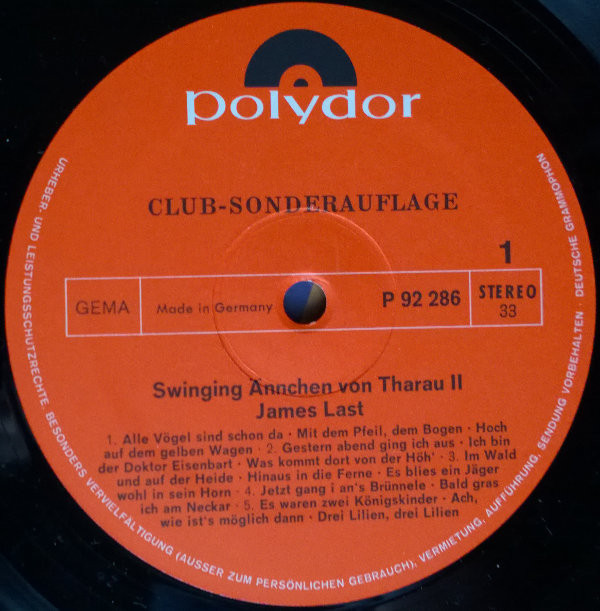 polydor
CLUB-SONDERAUFLAGE
1
GEMA
Made in Germany
P 92 286
STEREO
33
Swinging Ännchen von Tharau II
James Last
1. Alle Vögel sind schon da · Mit dem Pfeil, dem Bogen · Hoch
auf dem gelben Wagen · 2. Gestern abend ging ich aus · Ich bin
der Doktor Eisenbart · Was kommt dort von der Höh' · 3. Im Wald
und auf der Heide · Hinaus in die Ferne · Es blies ein Jäger
wohl in sein Horn · 4. Jetzt gang i an's Brünnele · Bald gras
ich am Neckar · 5. Es waren zwei Königskinder · Ach,
wie ist's möglich dann · Drei Lilien, drei Lilien
URHEBER- UND LEISTUNGSSCHUTZRECHTE, BESONDERS VERVIELFÄLTIGUNG (AUSSER ZUM PERSÖNLICHEN GEBRAUCH), VERMIETUNG, AUFFÜHRUNG, SENDUNG VORBEHALTEN · DEUTSCHE GRAMMOPHON